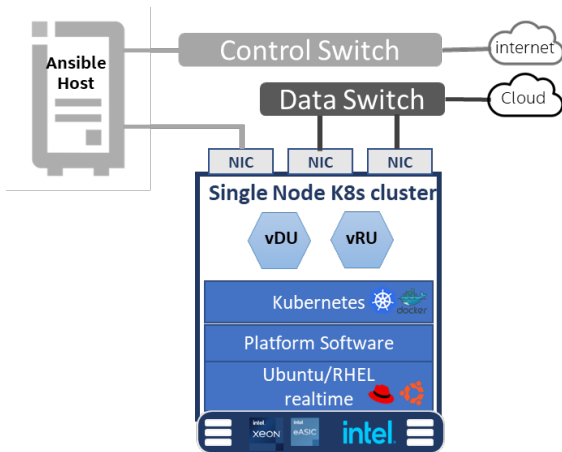 Ansible
Host
Control Switch
internet
Data Switch
Cloud
NIC
NIC
NIC
Single Node K8s cluster
vDU
vRU
Kubernetes
docker
Platform Software
Ubuntu/RHEL
realtime
intel
XEON
intel
eASIC
intel.